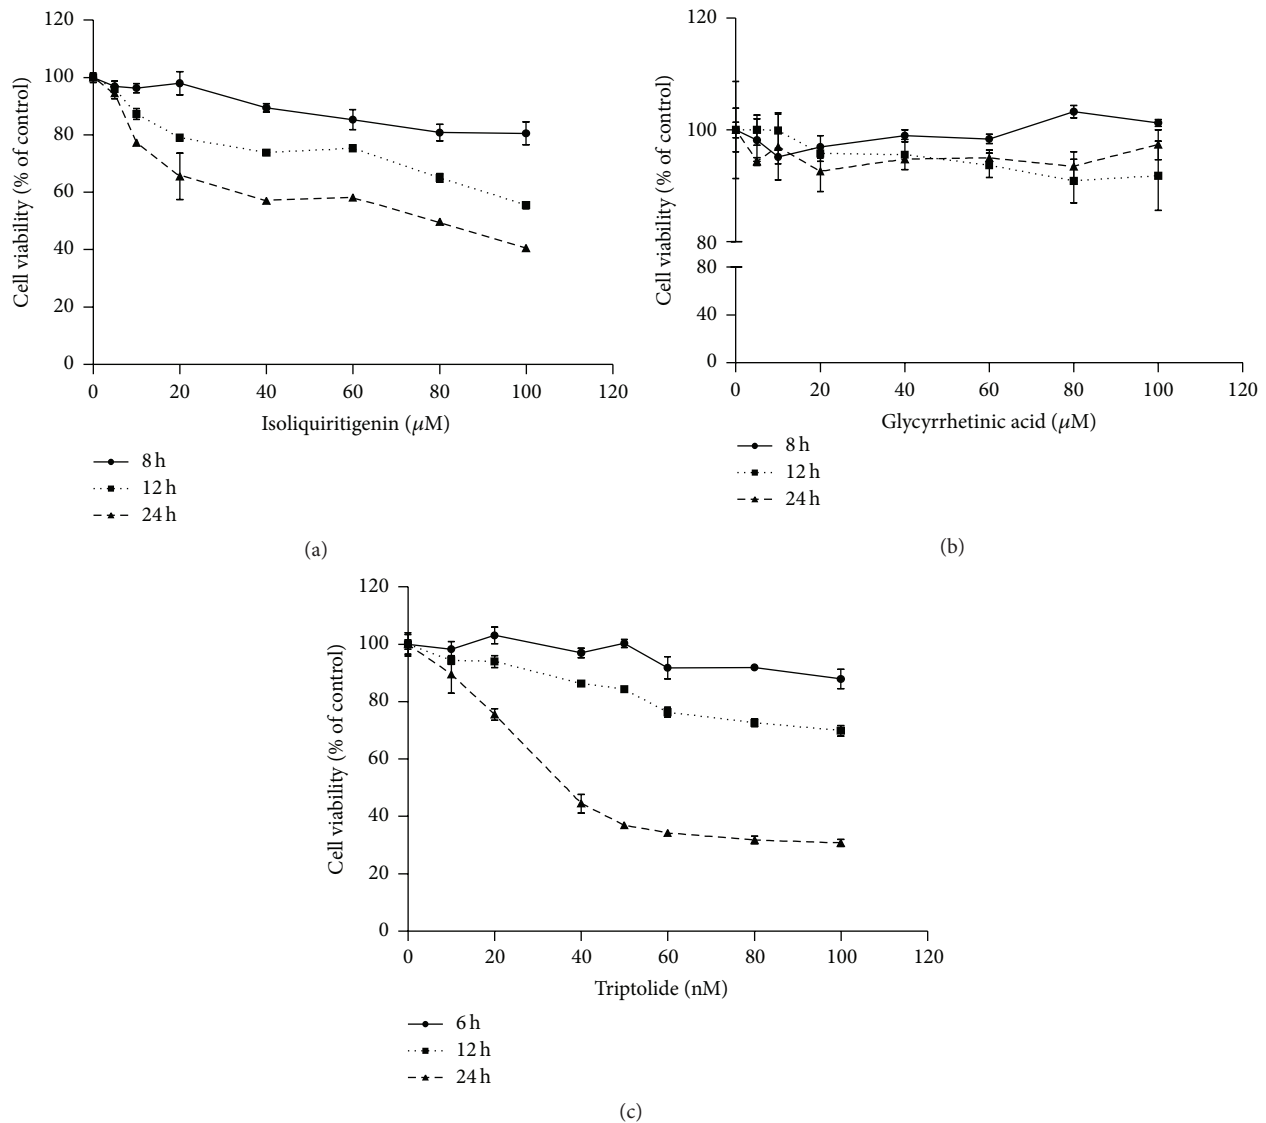 120
100
80
60
40
20
0
Cell viability (% of control)
0 20 40 60 80 100 120
Isoliquiritigenin (μM)
8 h
12 h
24 h
(a)
120
100
80
80
40
0
Cell viability (% of control)
0 20 40 60 80 100 120
Glycyrrhetinic acid (μM)
8 h
12 h
24 h
(b)
120
100
80
60
40
20
0
Cell viability (% of control)
0 20 40 60 80 100 120
Triptolide (nM)
6 h
12 h
24 h
(c)